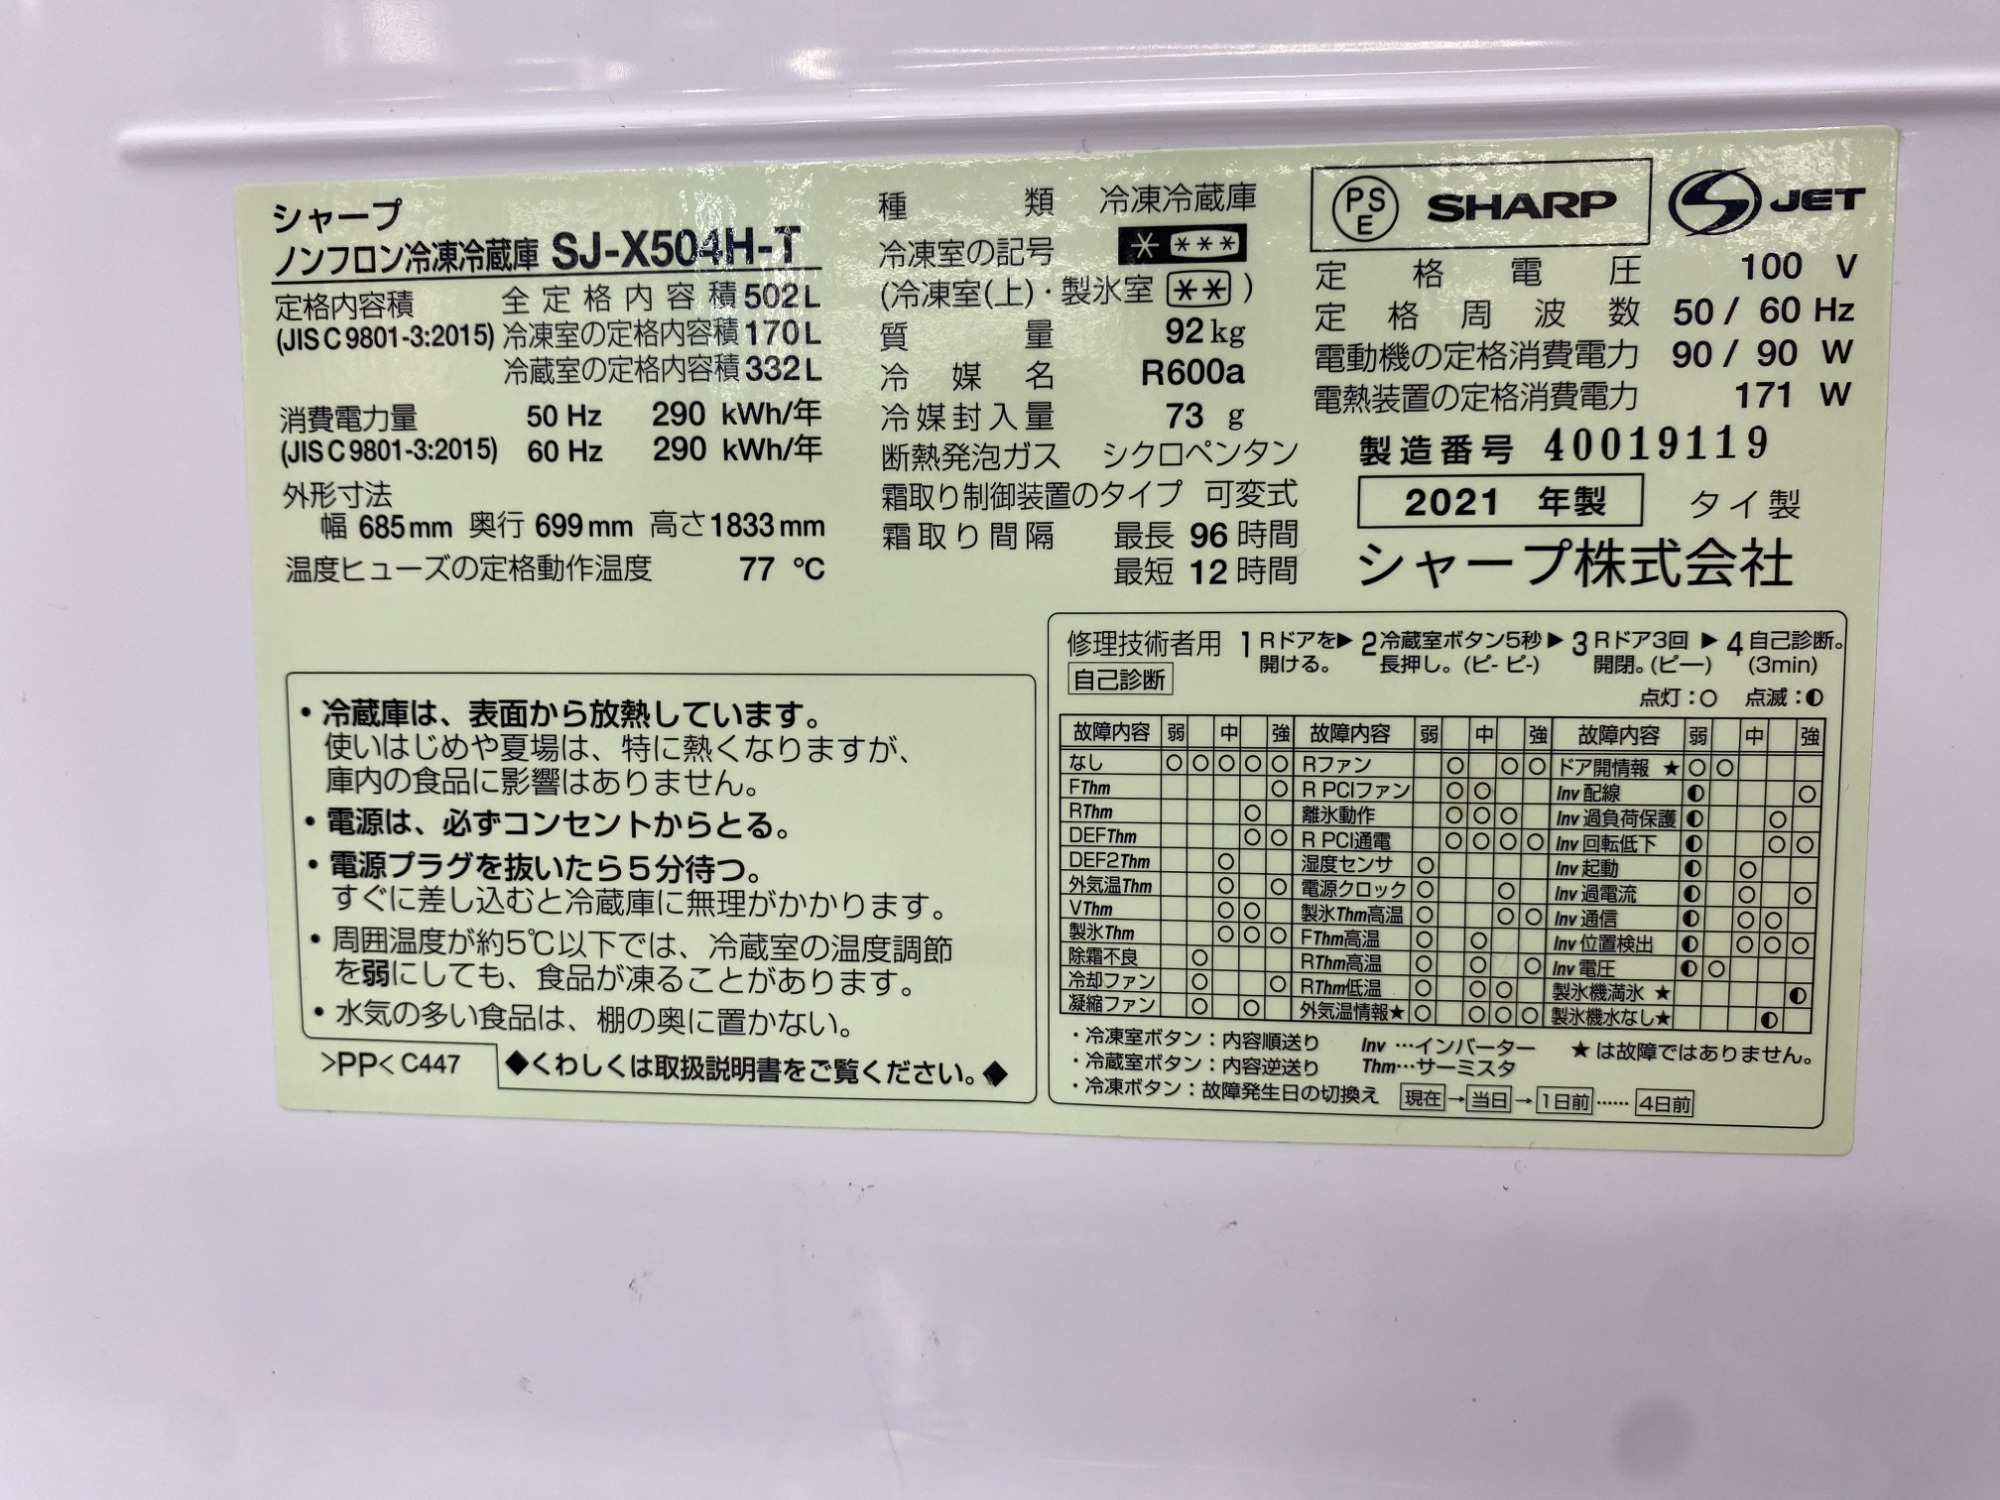 シャープ
ノンフロン冷凍冷蔵庫 SJ-X504H-T
定格内容積 全定格内容積 502L
(JIS C 9801-3:2015) 冷凍室の定格内容積 170L
冷蔵室の定格内容積 332L
消費電力量 50 Hz 290 kWh/年
(JIS C 9801-3:2015) 60 Hz 290 kWh/年
外形寸法
幅 685mm 奥行 699mm 高さ1833mm
温度ヒューズの定格動作温度 77 ℃
種類 冷凍冷蔵庫
冷凍室の記号 * ***
(冷凍室(上)・製氷室 ** )
質量 92kg
冷媒名 R600a
冷媒封入量 73 g
断熱発泡ガス シクロペンタン
霜取り制御装置のタイプ 可変式
霜取り間隔 最長 96 時間
最短 12 時間
PSE SHARP JET
定格電圧 100 V
定格周波数 50 / 60 Hz
電動機の定格消費電力 90 / 90 W
電熱装置の定格消費電力 171 W
製造番号 40019119
2021 年製 タイ製
シャープ株式会社
・冷蔵庫は、表面から放熱しています。
使いはじめや夏場は、特に熱くなりますが、
庫内の食品に影響はありません。
・電源は、必ずコンセントからとる。
・電源プラグを抜いたら5分待つ。
すぐに差し込むと冷蔵庫に無理がかかります。
・周囲温度が約5℃以下では、冷蔵室の温度調節
を弱にしても、食品が凍ることがあります。
・水気の多い食品は、棚の奥に置かない。
>PP< C447 ◆くわしくは取扱説明書をご覧ください。◆
修理技術者用 1 Rドアを▶ 2 冷蔵室ボタン5秒▶ 3 Rドア3回 ▶ 4 自己診断。
自己診断 開ける。 長押し。(ピ- ピ-) 開閉。(ピー) (3min)
点灯：○ 点滅：◐
故障内容 弱 中 強 故障内容 弱 中 強 故障内容 弱 中 強
なし ○ ○ ○ ○ ○ Rファン ○ ○ ○ ドア開情報 ★ ○ ○
FThm ○ R PCIファン ○ ○ Inv 配線 ◐ ○
RThm ○ 離氷動作 ○ ○ ○ Inv 過負荷保護 ◐ ○
DEFThm ○ ○ R PCI通電 ○ ○ ○ ○ Inv 回転低下 ◐ ○ ○
DEF2Thm ○ 湿度センサ ○ Inv 起動 ◐ ○
外気温Thm ○ ○ 電源クロック ○ ○ Inv 過電流 ◐ ○ ○
VThm ○ ○ 製氷Thm高温 ○ ○ ○ Inv 通信 ◐ ○ ○
製氷Thm ○ ○ ○ FThm高温 ○ ○ Inv 位置検出 ◐ ○ ○ ○
除霜不良 ○ RThm高温 ○ ○ ○ Inv 電圧 ◐ ○
冷却ファン ○ ○ RThm低温 ○ ○ ○ 製氷機満氷 ★ ◐
凝縮ファン ○ ○ 外気温情報★ ○ ○ ○ ○ 製氷機水なし★ ◐
・冷凍室ボタン：内容順送り Inv …インバーター ★は故障ではありません。
・冷蔵室ボタン：内容逆送り Thm…サーミスタ
・冷凍ボタン：故障発生日の切換え 現在→当日→1日前……4日前